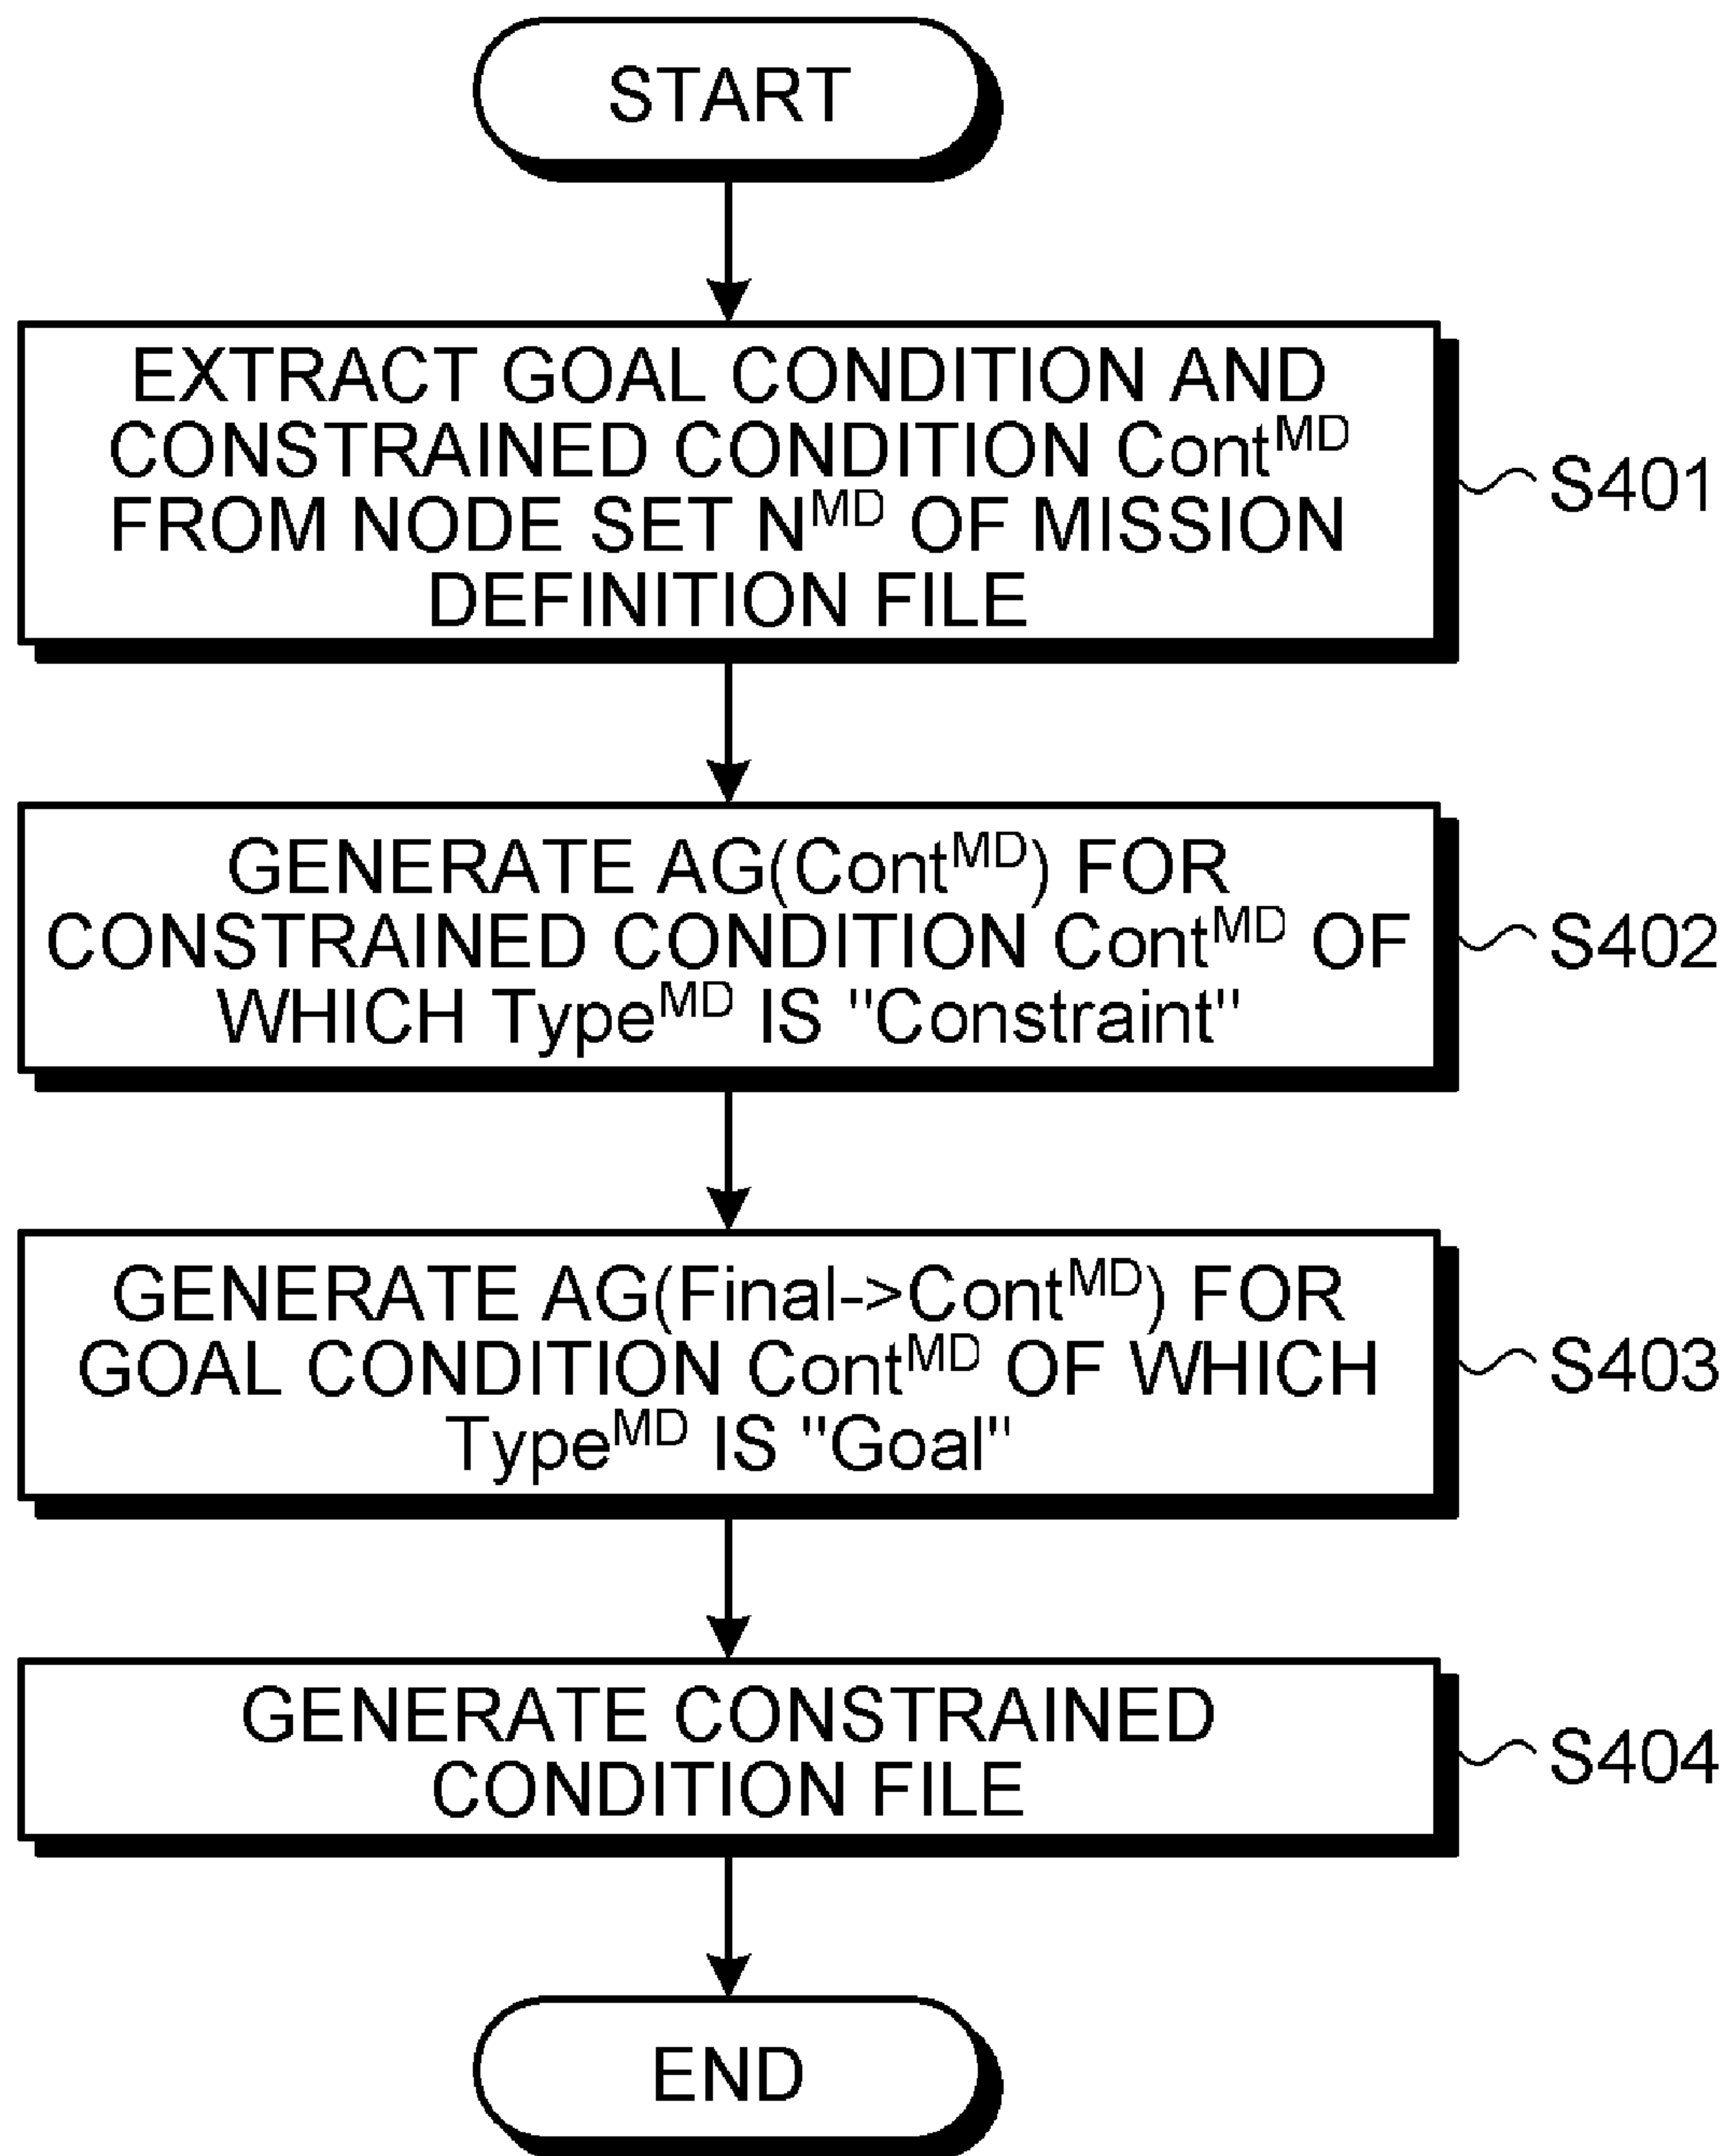 START
EXTRACT GOAL CONDITION AND
CONSTRAINED CONDITION Cont^MD
FROM NODE SET N^MD OF MISSION
DEFINITION FILE
S401
GENERATE AG(Cont^MD) FOR
CONSTRAINED CONDITION Cont^MD OF
WHICH Type^MD IS "Constraint"
S402
GENERATE AG(Final->Cont^MD) FOR
GOAL CONDITION Cont^MD OF WHICH
Type^MD IS "Goal"
S403
GENERATE CONSTRAINED
CONDITION FILE
S404
END